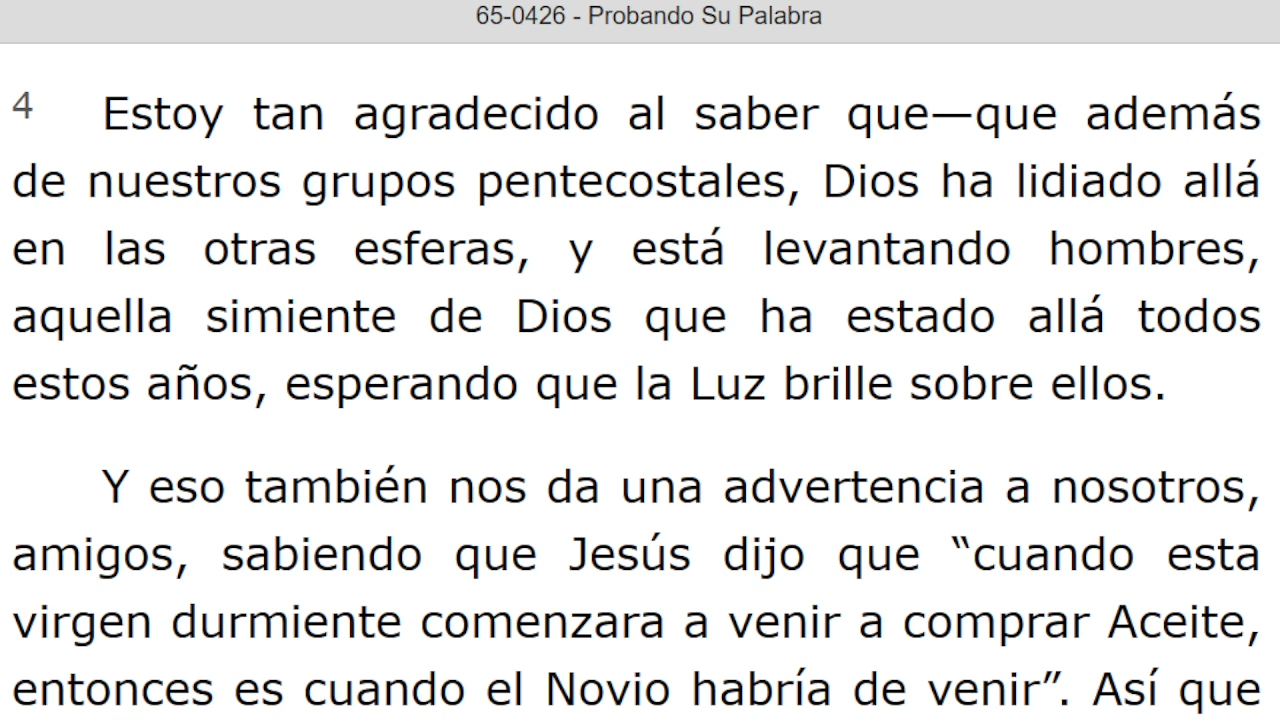 65-0426 - Probando Su Palabra
4 Estoy tan agradecido al saber que—que además
de nuestros grupos pentecostales, Dios ha lidiado allá
en las otras esferas, y está levantando hombres,
aquella simiente de Dios que ha estado allá todos
estos años, esperando que la Luz brille sobre ellos.
Y eso también nos da una advertencia a nosotros,
amigos, sabiendo que Jesús dijo que “cuando esta
virgen durmiente comenzara a venir a comprar Aceite,
entonces es cuando el Novio habría de venir”. Así que